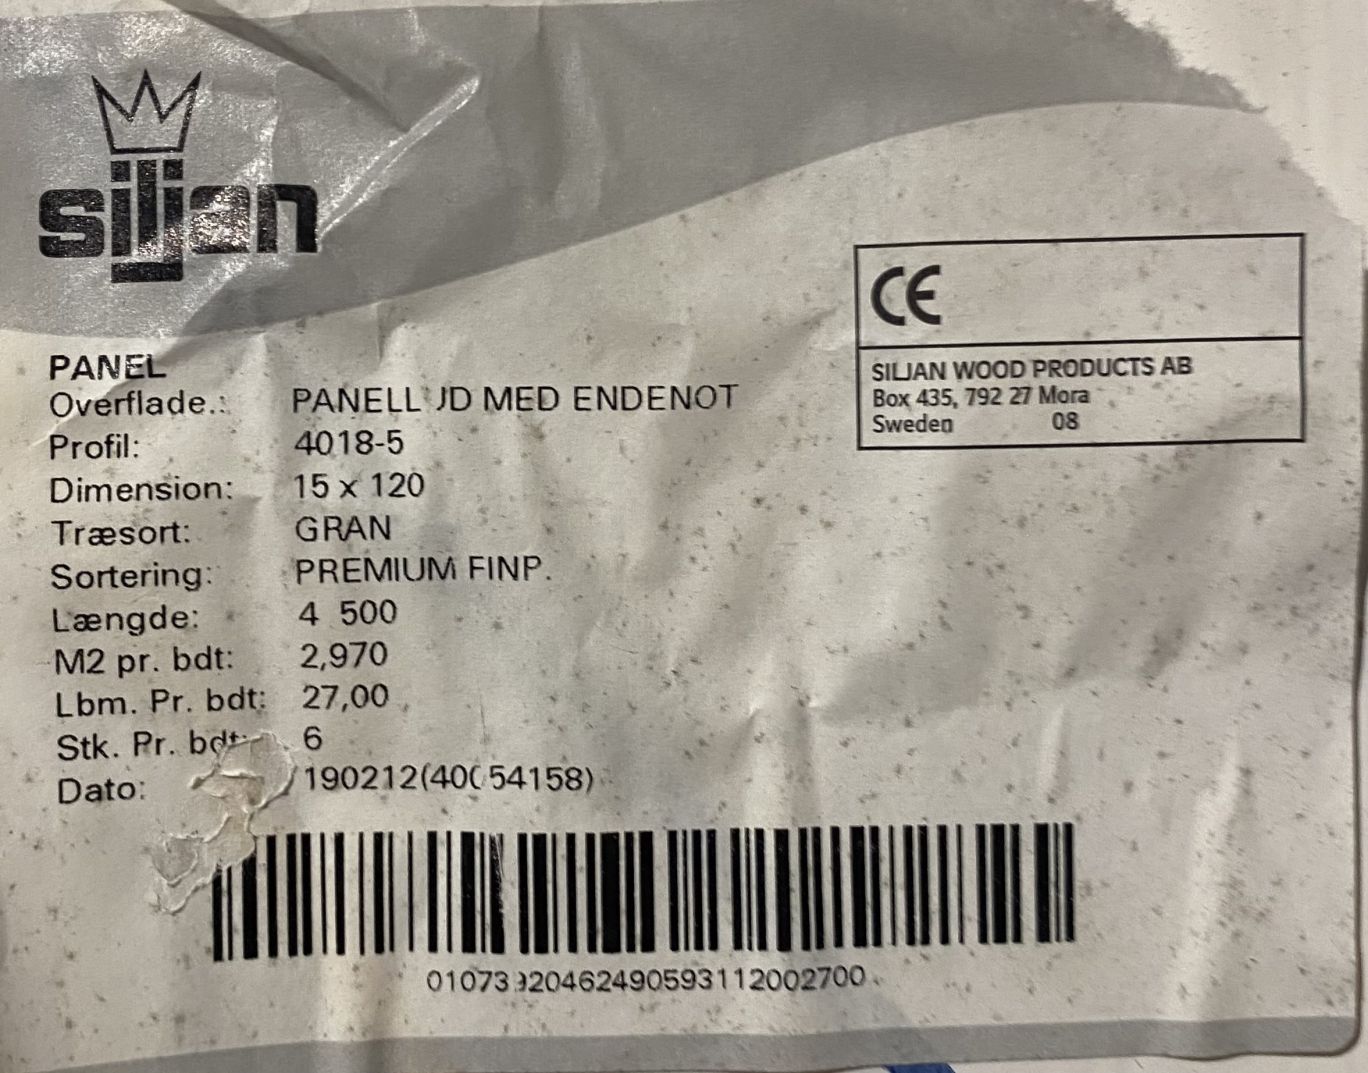 siljan
CE
SILJAN WOOD PRODUCTS AB
Box 435, 792 27 Mora
Sweden 08
PANEL
Overflade.: PANELL MED ENDENOT
Profil: 4018-5
Dimension: 15 x 120
Træsort: GRAN
Sortering: PREMIUM FINP.
Længde: 4 500
M2 pr. bdt: 2,970
Lbm. Pr. bdt: 27,00
Stk. Pr. bdt: 6
Dato: